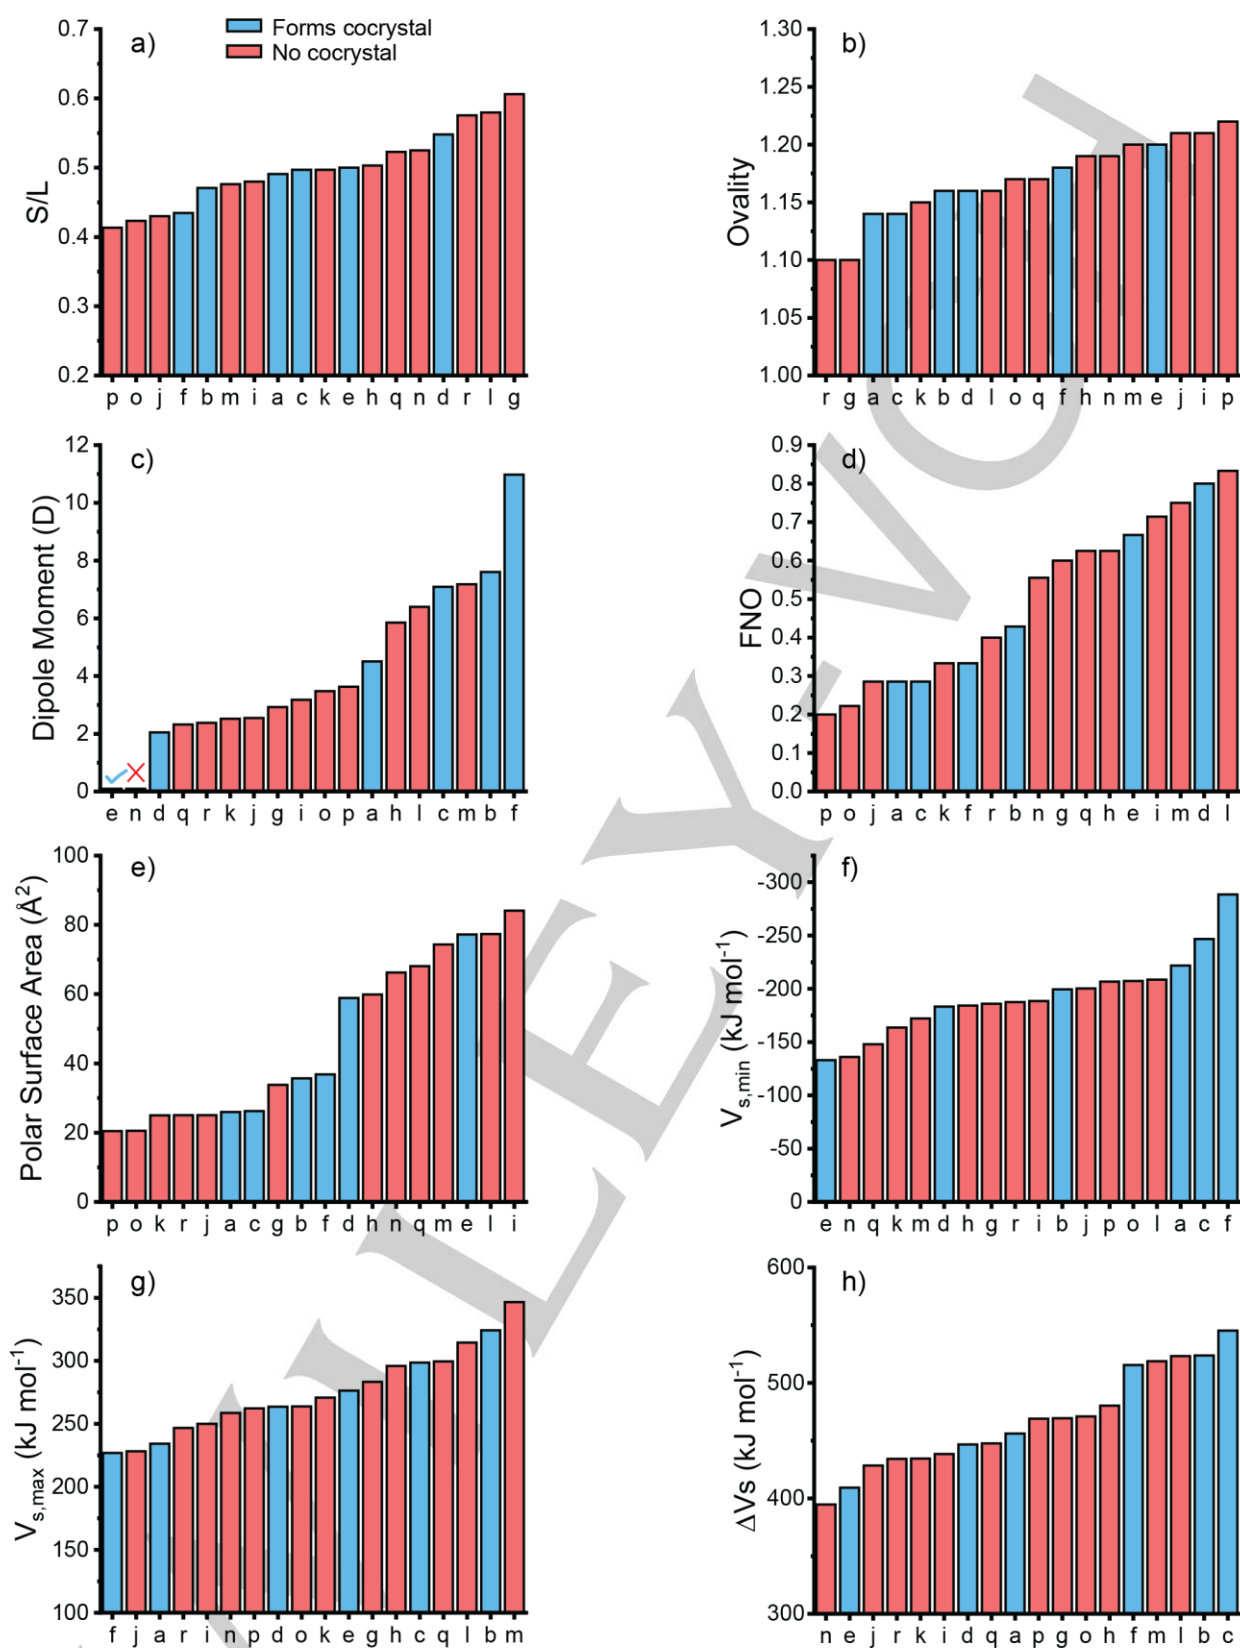 a)
Forms cocrystal
No cocrystal
S/L
0.7
0.6
0.5
0.4
0.3
0.2
p o j f b m i a c k e h q n d r l g
b)
Ovality
1.30
1.25
1.20
1.15
1.10
1.05
1.00
r g a c k b d l o q f h n m e j i p
c)
Dipole Moment (D)
12
10
8
6
4
2
0
e n d q r k j g i o p a h l c m b f
d)
FNO
0.9
0.8
0.7
0.6
0.5
0.4
0.3
0.2
0.1
0.0
p o j a c k f r b n g q h e i m d l
e)
Polar Surface Area (Å²)
100
80
60
40
20
0
p o k r j a c g b f d h n q m e l i
f)
V s,min (kJ mol⁻¹)
-300
-250
-200
-150
-100
-50
0
e n q k m d h g r i b j p o l a c f
g)
V s,max (kJ mol⁻¹)
350
300
250
200
150
100
f j a r i n p d o k e g h c q l b m
h)
ΔVs (kJ mol⁻¹)
600
500
400
300
n e j r k i d q a p g o h f m l b c
WILEY-VCH